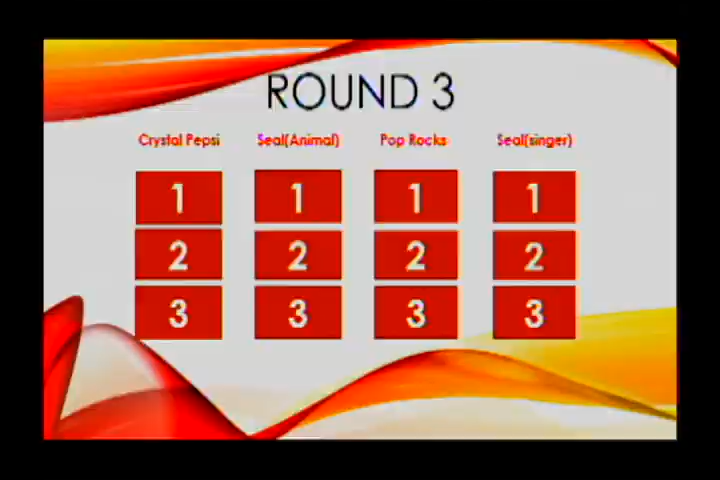 ROUND 3
Crystal Pepsi Seal(Animal) Pop Rocks Seal(singer)
1 1 1 1
2 2 2 2
3 3 3 3